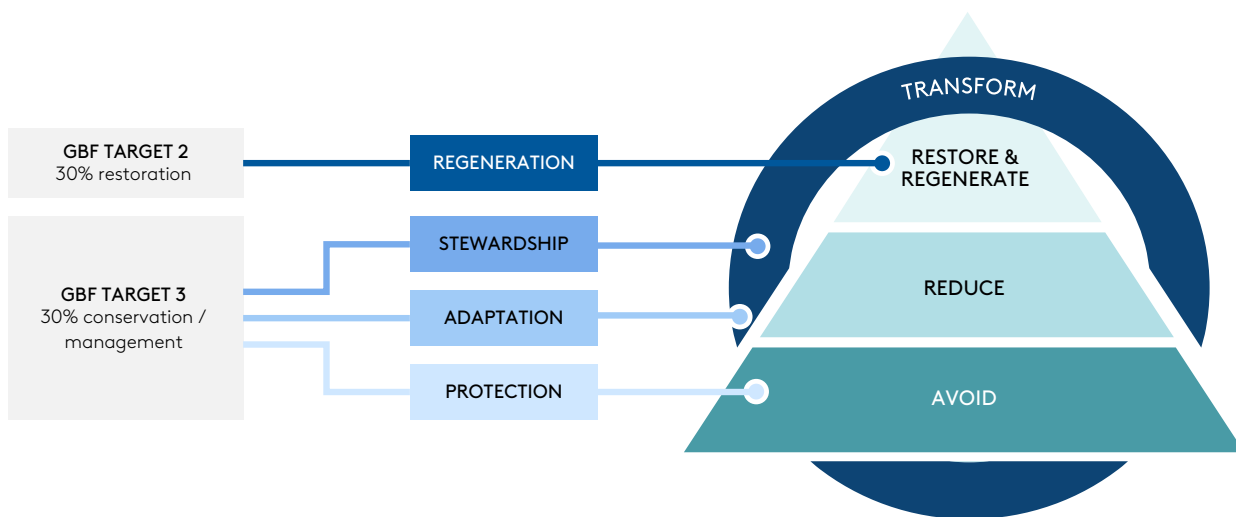 GBF TARGET 2
30% restoration
GBF TARGET 3
30% conservation /
management
REGENERATION
STEWARDSHIP
ADAPTATION
PROTECTION
TRANSFORM
RESTORE &
REGENERATE
REDUCE
AVOID